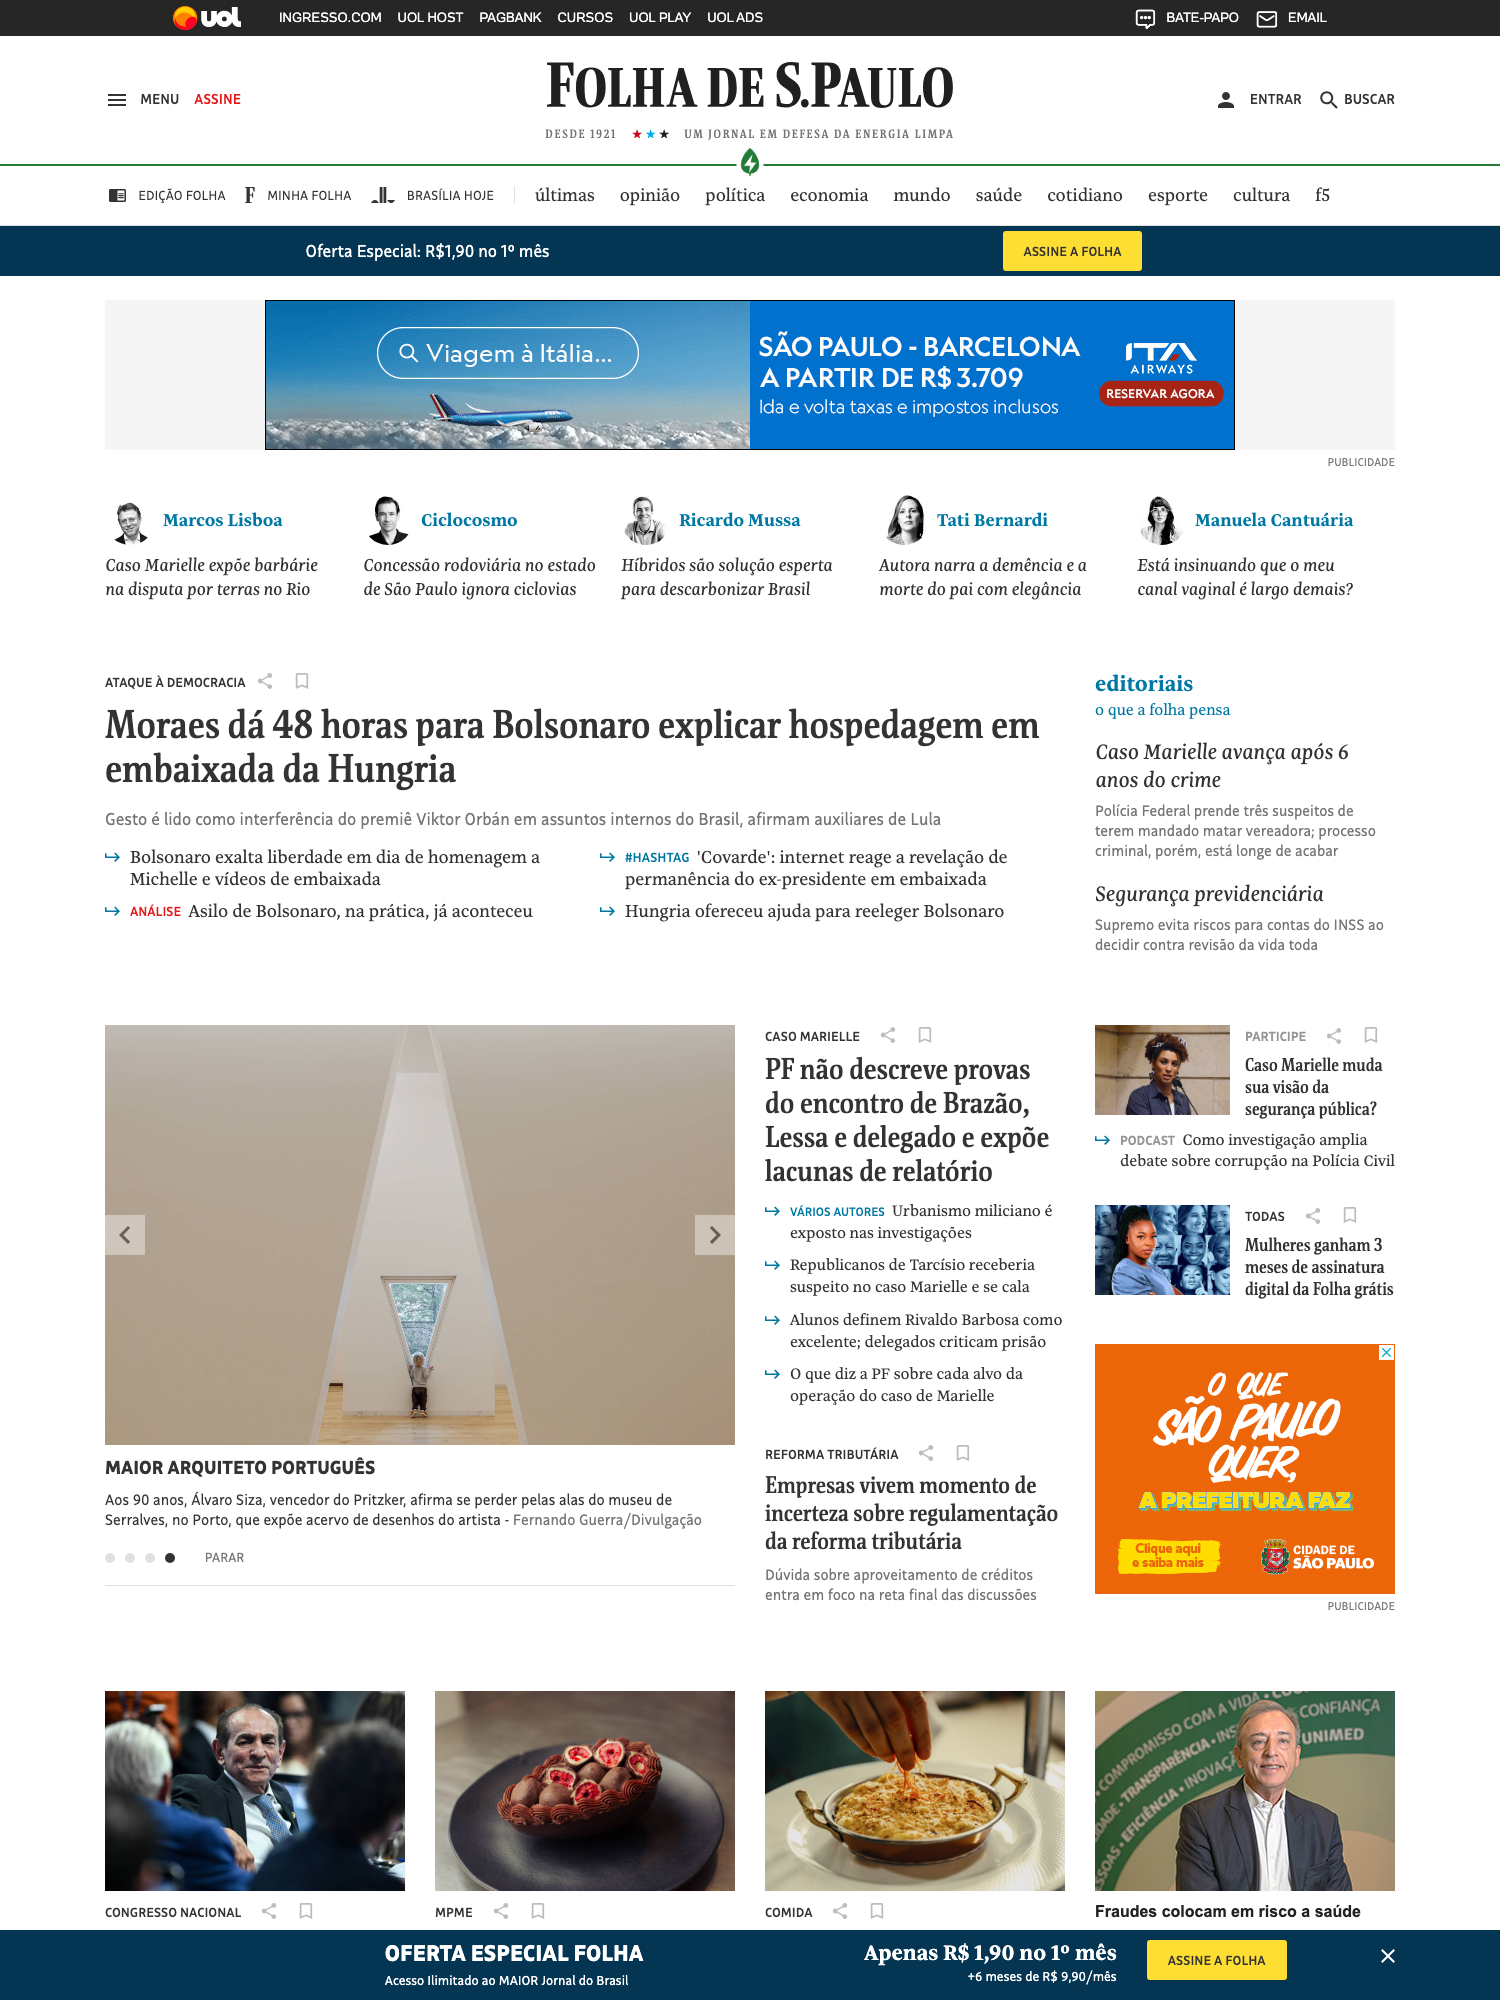 uol
INGRESSO.COM UOL HOST PAGBANK CURSOS UOL PLAY UOL ADS
BATE-PAPO EMAIL
MENU ASSINE
FOLHA DE S.PAULO
ENTRAR BUSCAR
DESDE 1921 ★★★ UM JORNAL EM DEFESA DA ENERGIA LIMPA
EDIÇÃO FOLHA F MINHA FOLHA BRASÍLIA HOJE últimas opinião política economia mundo saúde cotidiano esporte cultura f5
Oferta Especial: R$1,90 no 1º mês
ASSINE A FOLHA
Viagem à Itália...
SÃO PAULO - BARCELONA
A PARTIR DE R$ 3.709
Ida e volta taxas e impostos inclusos
ITA
AIRWAYS
RESERVAR AGORA
PUBLICIDADE
Marcos Lisboa
Caso Marielle expõe barbárie
na disputa por terras no Rio
Ciclocosmo
Concessão rodoviária no estado
de São Paulo ignora ciclovias
Ricardo Mussa
Híbridos são solução esperta
para descarbonizar Brasil
Tati Bernardi
Autora narra a demência e a
morte do pai com elegância
Manuela Cantuária
Está insinuando que o meu
canal vaginal é largo demais?
ATAQUE À DEMOCRACIA
Moraes dá 48 horas para Bolsonaro explicar hospedagem em
embaixada da Hungria
Gesto é lido como interferência do premiê Viktor Orbán em assuntos internos do Brasil, afirmam auxiliares de Lula
Bolsonaro exalta liberdade em dia de homenagem a
Michelle e vídeos de embaixada
ANÁLISE Asilo de Bolsonaro, na prática, já aconteceu
#HASHTAG 'Covarde': internet reage a revelação de
permanência do ex-presidente em embaixada
Hungria ofereceu ajuda para reeleger Bolsonaro
editoriais
o que a folha pensa
Caso Marielle avança após 6
anos do crime
Polícia Federal prende três suspeitos de
terem mandado matar vereadora; processo
criminal, porém, está longe de acabar
Segurança previdenciária
Supremo evita riscos para contas do INSS ao
decidir contra revisão da vida toda
MAIOR ARQUITETO PORTUGUÊS
Aos 90 anos, Álvaro Siza, vencedor do Pritzker, afirma se perder pelas alas do museu de
Serralves, no Porto, que expõe acervo de desenhos do artista - Fernando Guerra/Divulgação
PARAR
CASO MARIELLE
PF não descreve provas
do encontro de Brazão,
Lessa e delegado e expõe
lacunas de relatório
VÁRIOS AUTORES Urbanismo miliciano é
exposto nas investigações
Republicanos de Tarcísio receberia
suspeito no caso Marielle e se cala
Alunos definem Rivaldo Barbosa como
excelente; delegados criticam prisão
O que diz a PF sobre cada alvo da
operação do caso de Marielle
REFORMA TRIBUTÁRIA
Empresas vivem momento de
incerteza sobre regulamentação
da reforma tributária
Dúvida sobre aproveitamento de créditos
entra em foco na reta final das discussões
PARTICIPE
Caso Marielle muda
sua visão da
segurança pública?
PODCAST Como investigação amplia
debate sobre corrupção na Polícia Civil
TODAS
Mulheres ganham 3
meses de assinatura
digital da Folha grátis
O QUE
SÃO PAULO
QUER,
A PREFEITURA FAZ
Clique aqui
e saiba mais
CIDADE DE
SÃO PAULO
PUBLICIDADE
COMPROMISSO COM A VIDA
CONFIANÇA
UNIMED
TRANSPARÊNCIA
INOVAÇ
EFICIÊNCIA
SOAS
CONGRESSO NACIONAL
MPME
COMIDA
Fraudes colocam em risco a saúde
OFERTA ESPECIAL FOLHA
Acesso Ilimitado ao MAIOR Jornal do Brasil
Apenas R$ 1,90 no 1º mês
+6 meses de R$ 9,90/mês
ASSINE A FOLHA